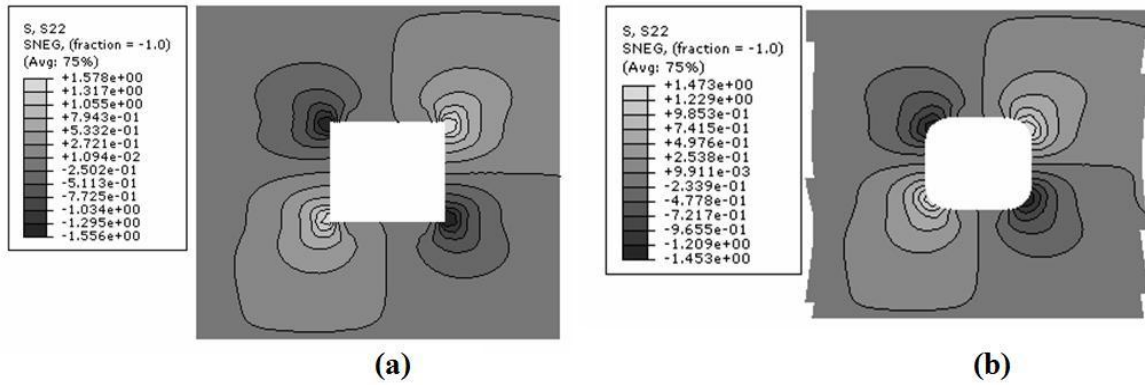 S, S22
SNEG, (fraction = -1.0)
(Avg: 75%)
+1.578e+00
+1.317e+00
+1.055e+00
+7.943e-01
+5.332e-01
+2.721e-01
+1.094e-02
-2.502e-01
-5.113e-01
-7.725e-01
-1.034e+00
-1.295e+00
-1.556e+00
(a)
S, S22
SNEG, (fraction = -1.0)
(Avg: 75%)
+1.473e+00
+1.229e+00
+9.853e-01
+7.415e-01
+4.976e-01
+2.538e-01
+9.911e-03
-2.339e-01
-4.778e-01
-7.217e-01
-9.655e-01
-1.209e+00
-1.453e+00
(b)